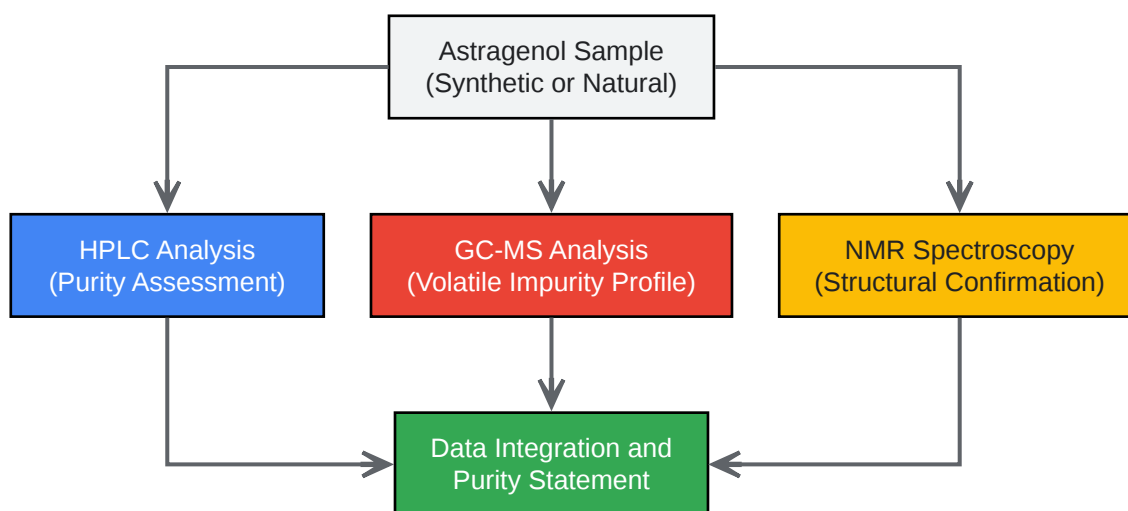 Astragenol Sample
(Synthetic or Natural)
HPLC Analysis
(Purity Assessment)
GC-MS Analysis
(Volatile Impurity Profile)
NMR Spectroscopy
(Structural Confirmation)
Data Integration and
Purity Statement